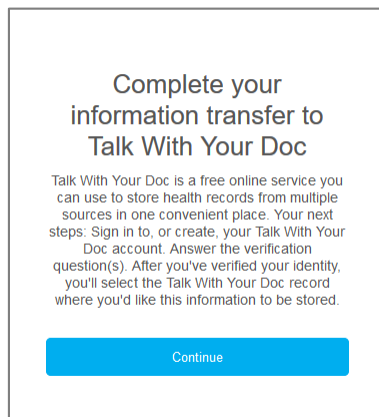 Complete your
information transfer to
Talk With Your Doc
Talk With Your Doc is a free online service you
can use to store health records from multiple
sources in one convenient place. Your next
steps: Sign in to, or create, your Talk With Your
Doc account. Answer the verification
question(s). After you've verified your identity,
you'll select the Talk With Your Doc record
where you'd like this information to be stored.
Continue